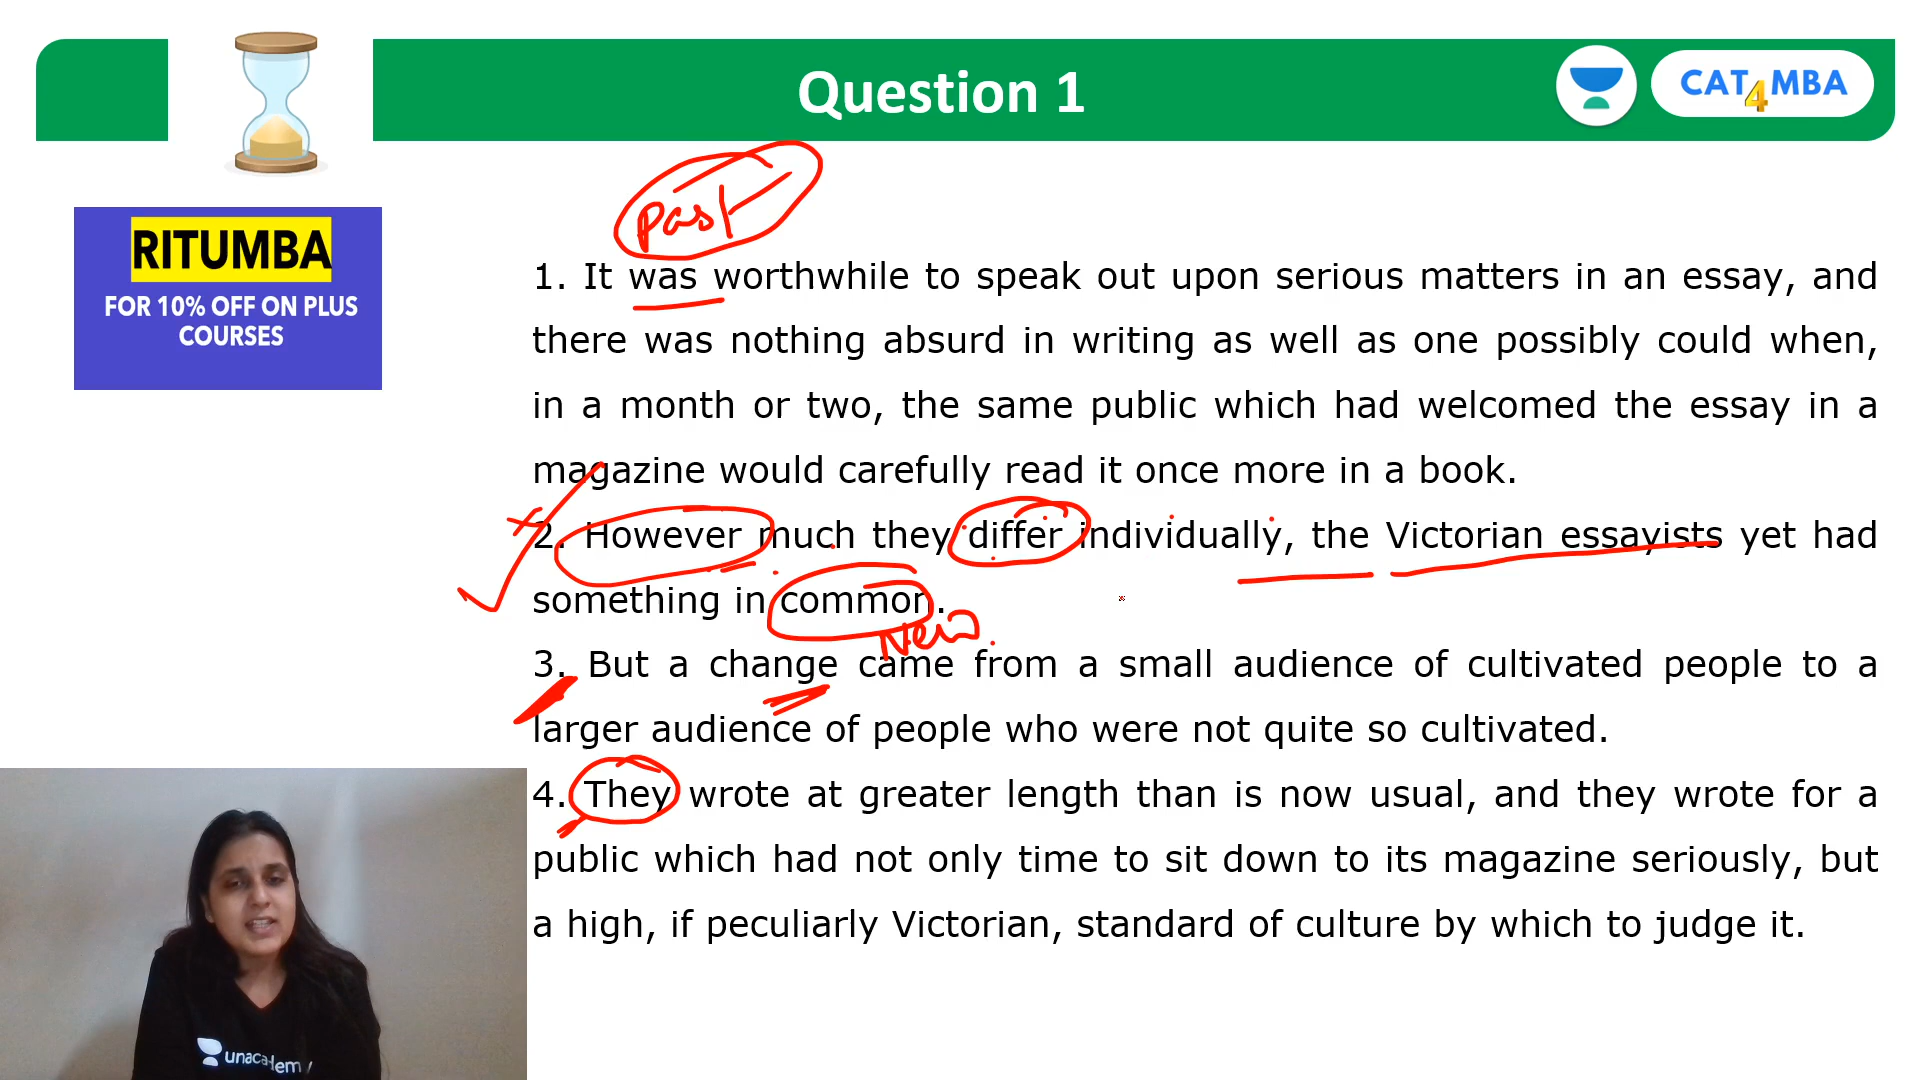 Question 1
CAT4MBA
past
RITUMBA
FOR 10% OFF ON PLUS
COURSES
1. It was worthwhile to speak out upon serious matters in an essay, and
there was nothing absurd in writing as well as one possibly could when,
in a month or two, the same public which had welcomed the essay in a
magazine would carefully read it once more in a book.
2. However much they differ individually, the Victorian essayists yet had
something in common.
New
3. But a change came from a small audience of cultivated people to a
larger audience of people who were not quite so cultivated.
4. They wrote at greater length than is now usual, and they wrote for a
public which had not only time to sit down to its magazine seriously, but
a high, if peculiarly Victorian, standard of culture by which to judge it.
unacademy